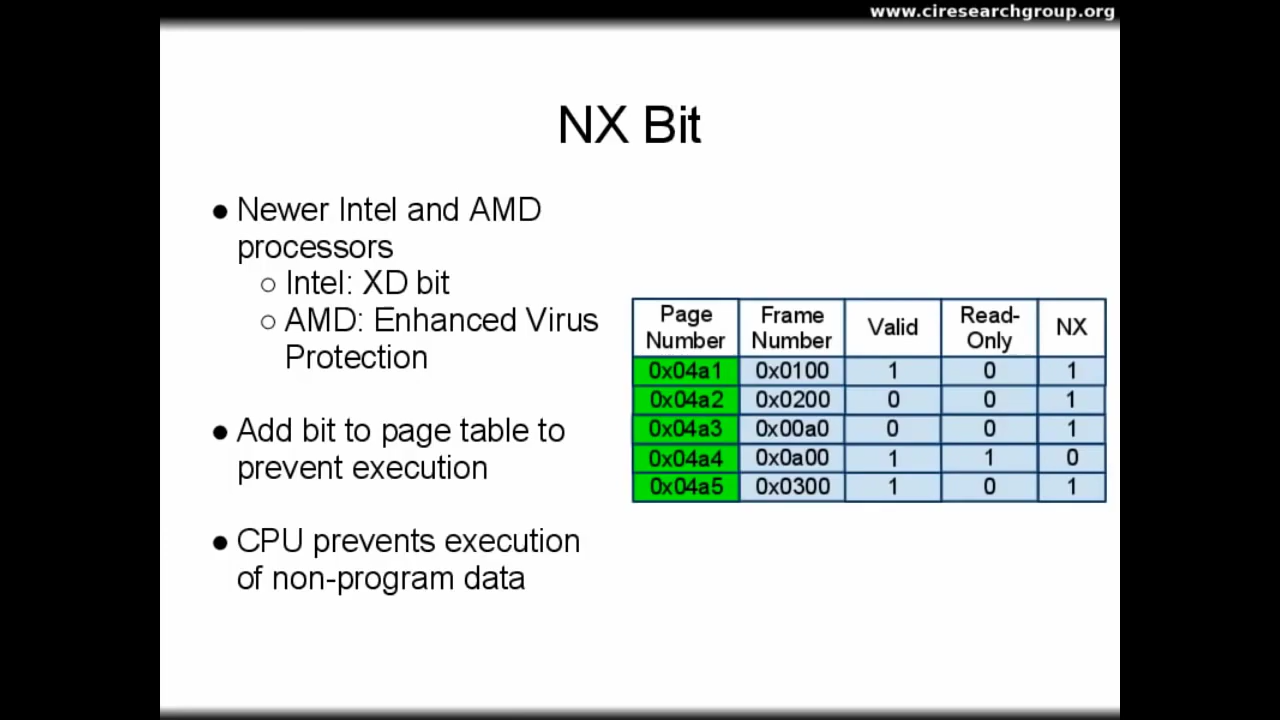 www.ciresearchgroup.org
NX Bit
● Newer Intel and AMD
processors
○ Intel: XD bit
○ AMD: Enhanced Virus
Protection
● Add bit to page table to
prevent execution
● CPU prevents execution
of non-program data
Page Number Frame Number Valid Read-Only NX
0x04a1 0x0100 1 0 1
0x04a2 0x0200 0 0 1
0x04a3 0x00a0 0 0 1
0x04a4 0x0a00 1 1 0
0x04a5 0x0300 1 0 1